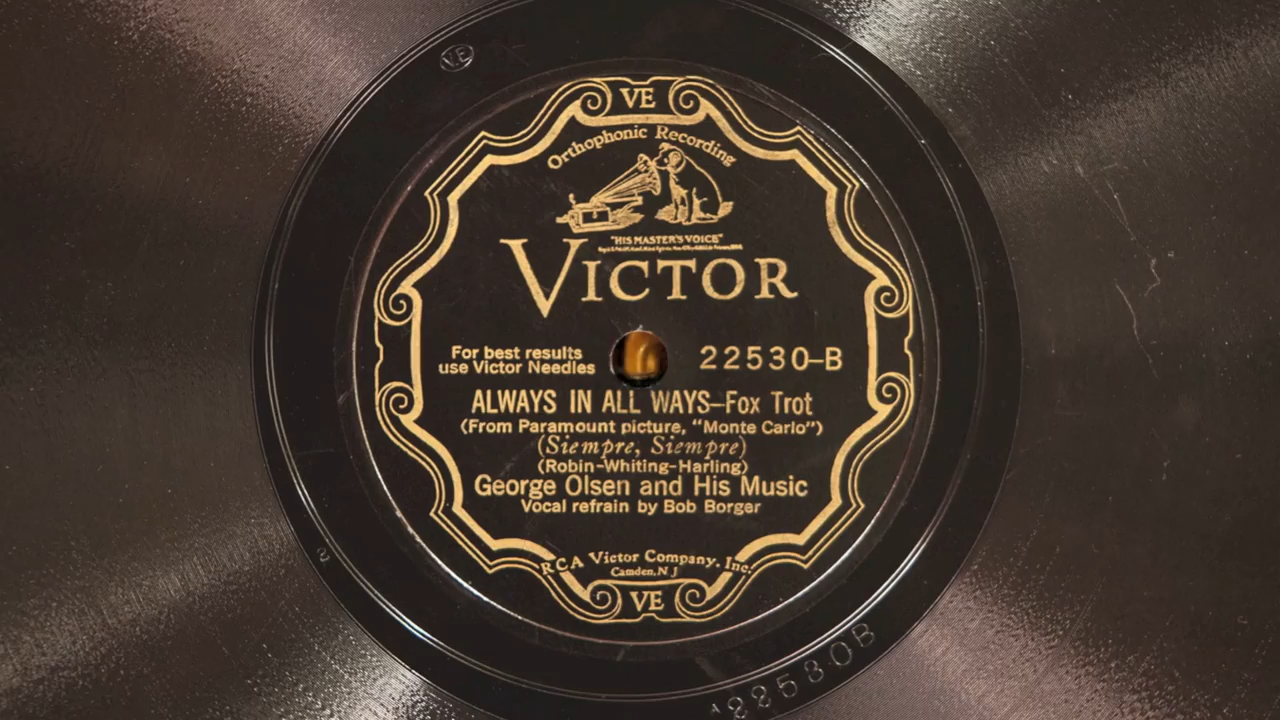 VE
VE
Orthophonic Recording
"HIS MASTER'S VOICE"
VICTOR
For best results
use Victor Needles
22530-B
ALWAYS IN ALL WAYS-Fox Trot
(From Paramount picture, "Monte Carlo")
(Siempre, Siempre)
(Robin-Whiting-Harling)
George Olsen and His Music
Vocal refrain by Bob Borger
RCA Victor Company, Inc.
Camden, N J
VE
2
A 22530B